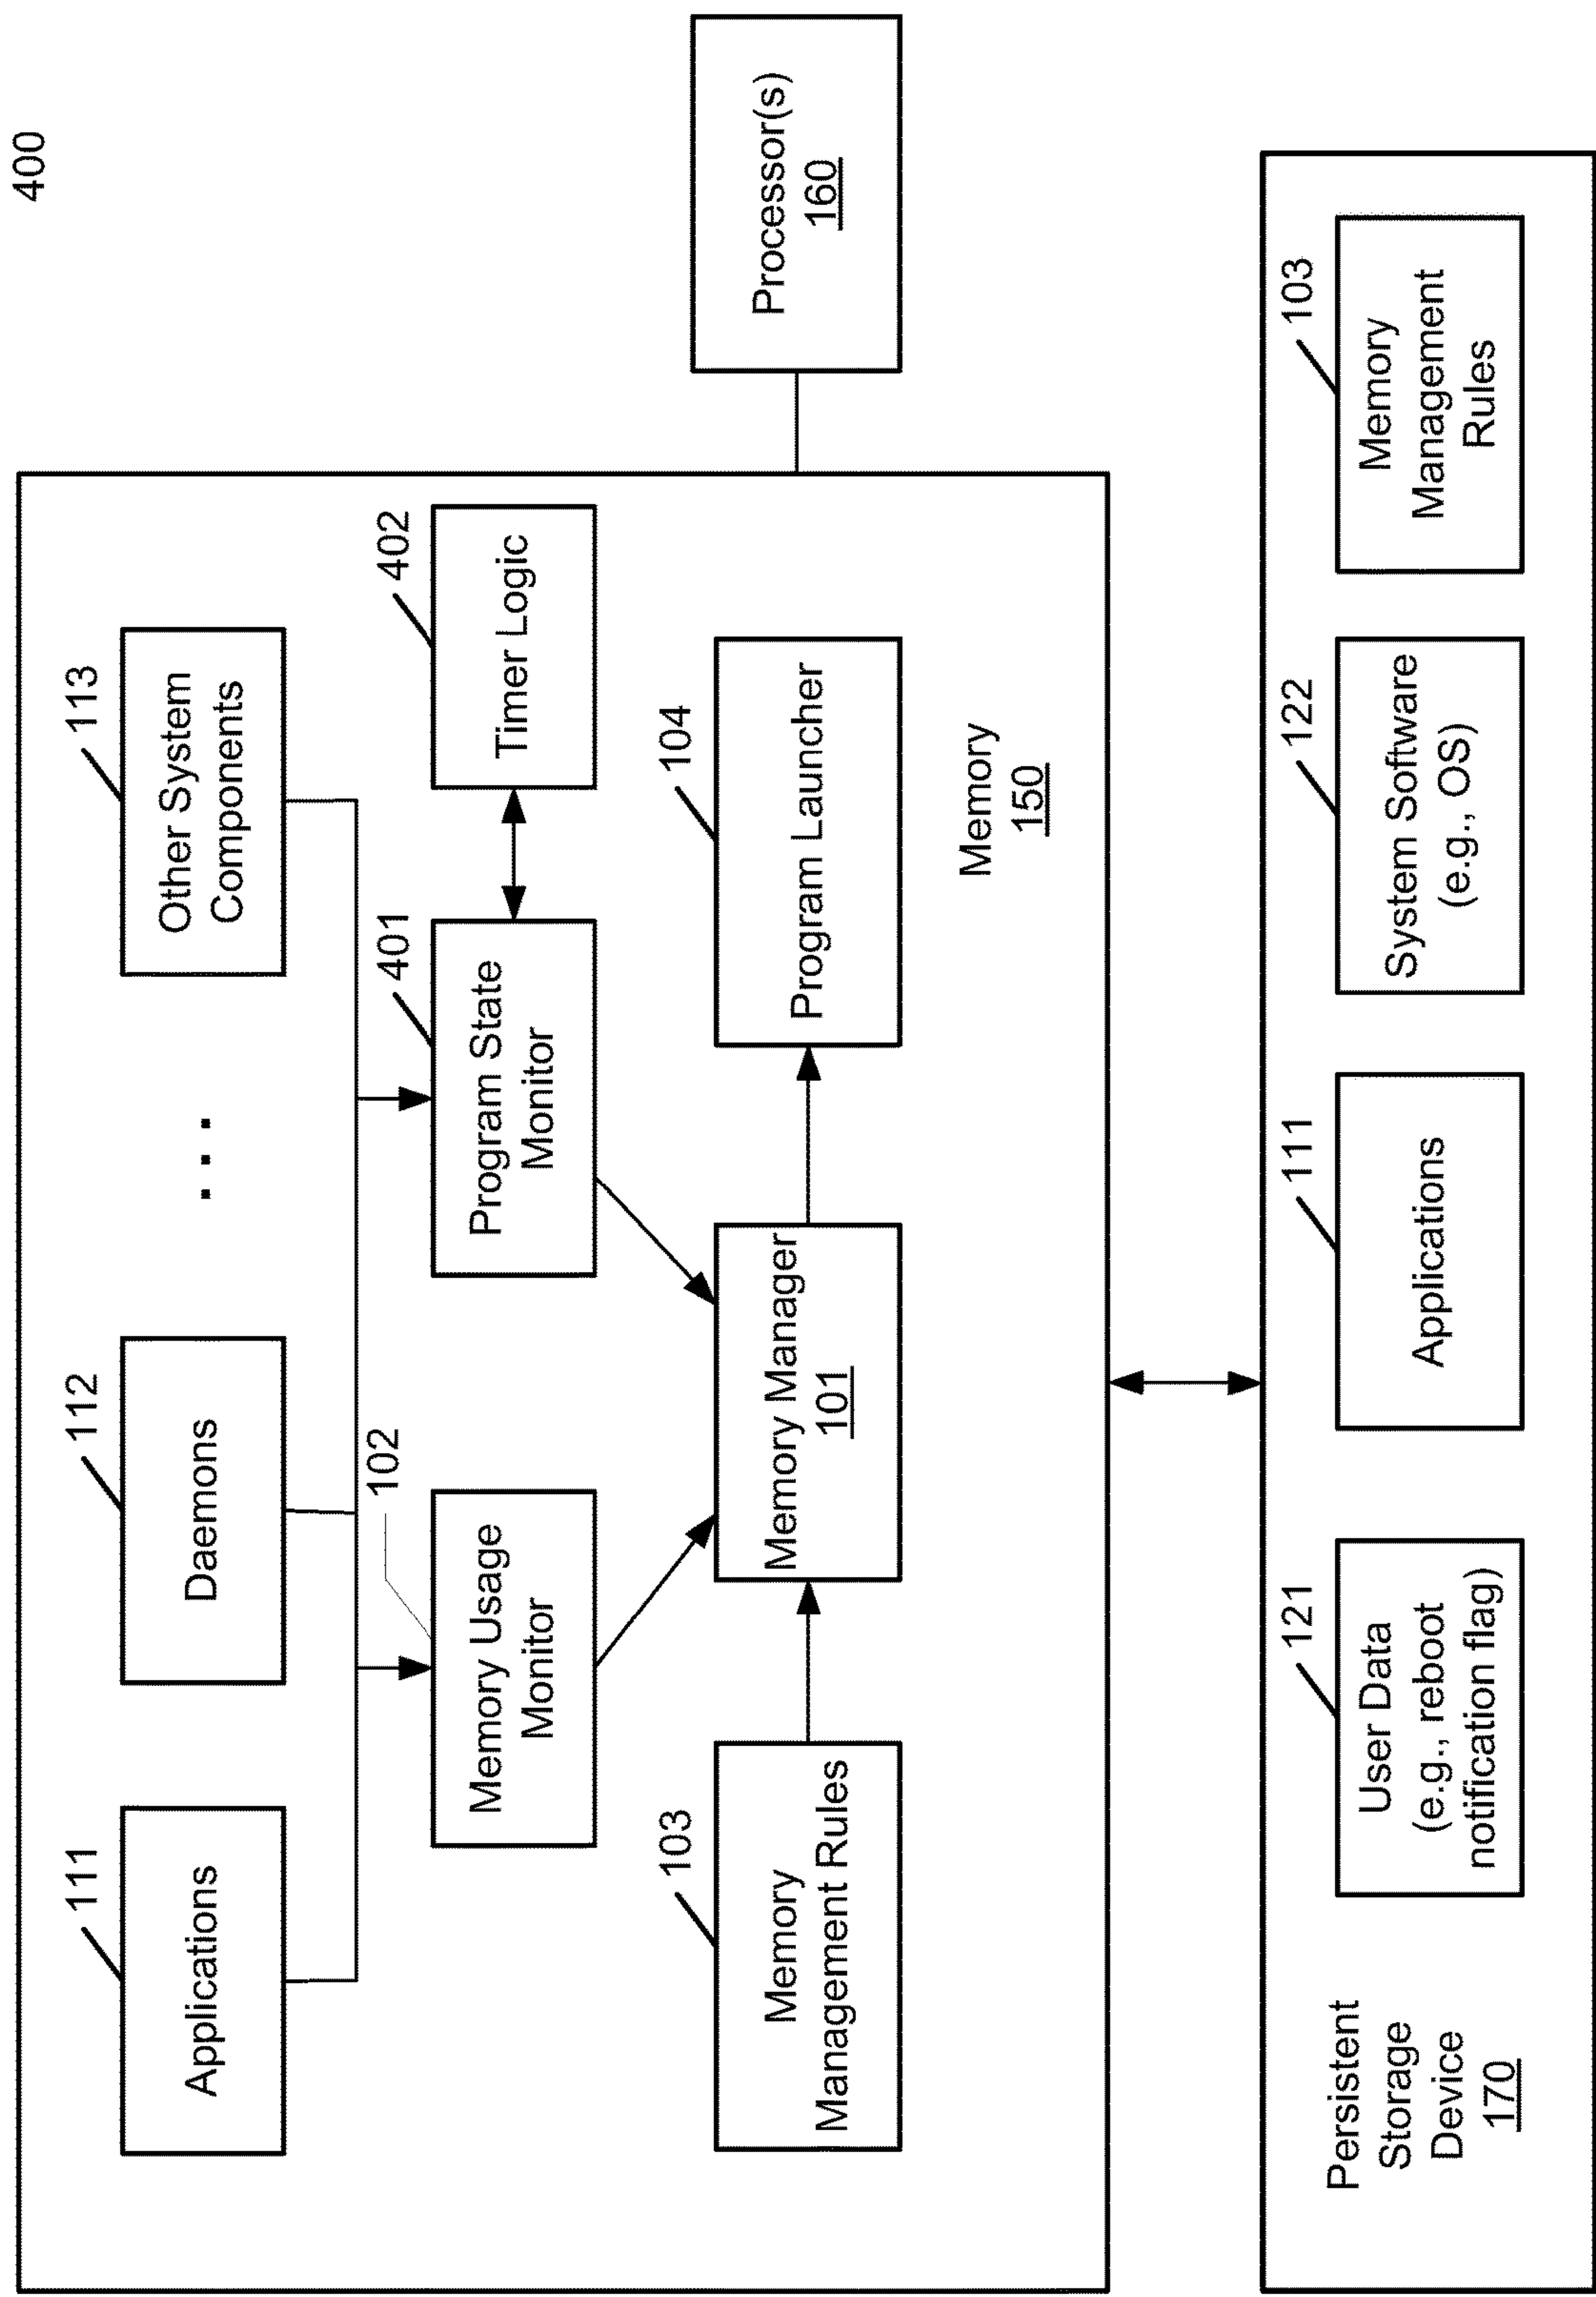 400
111
Applications
112
Daemons
. . .
113
Other System
Components
102
Memory Usage
Monitor
401
Program State
Monitor
402
Timer Logic
103
Memory
Management Rules
Memory Manager
101
104
Program Launcher
Memory
150
Processor(s)
160
Persistent
Storage
Device
170
121
User Data
(e.g., reboot
notification flag)
111
Applications
122
System Software
(e.g., OS)
103
Memory
Management
Rules